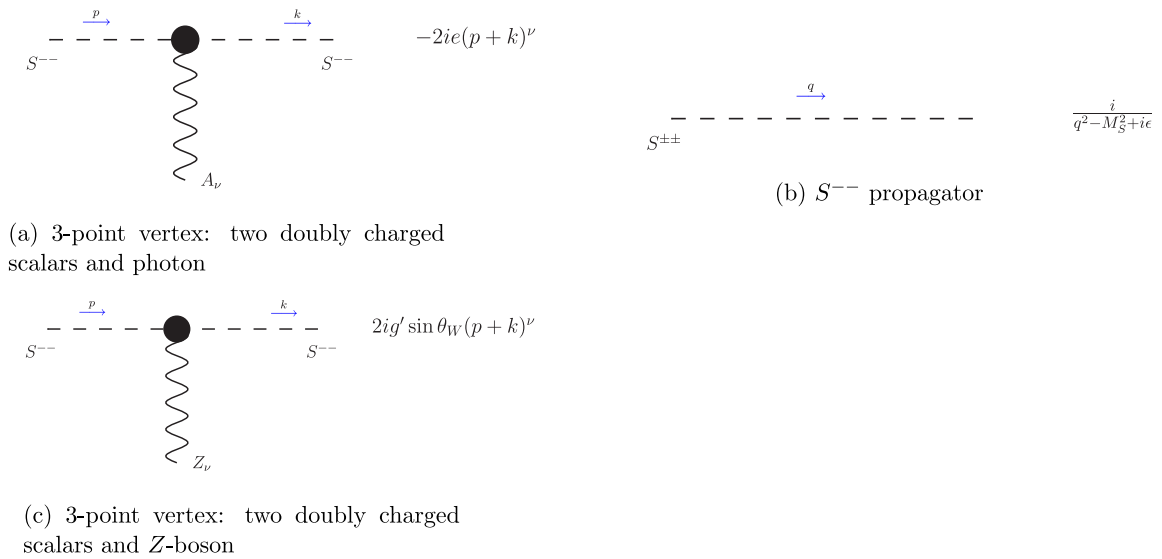 p k
S⁻⁻ S⁻⁻ −2ie(p + k)^ν
A_ν
(a) 3-point vertex: two doubly charged
scalars and photon
q
S^{±±} i/(q²−M_S²+iϵ)
(b) S⁻⁻ propagator
p k
S⁻⁻ S⁻⁻ 2ig′ sin θ_W(p + k)^ν
Z_ν
(c) 3-point vertex: two doubly charged
scalars and Z-boson